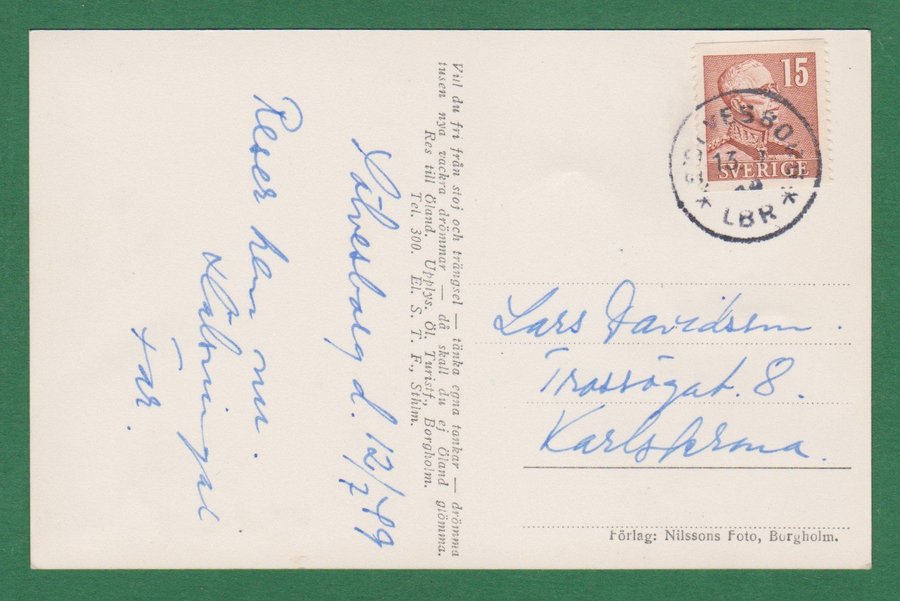 Vill du fri från stoj och trängsel — tänka egna tankar — drömma
tusen nya vackra drömmar — då skall du ej Öland glömma.
Res till Öland. Upplys. Öl. Turistf., Borgholm.
Tel. 300. El. S. T. F., Sthlm.
Sölvesborg d. 12/7 49
Reser hem nu.
Hälsningar
Far.
15
SVERIGE
SÖLVESBORG
13
LBR
Lars Davidsson.
Trossögat. 8.
Karlskrona.
Förlag: Nilssons Foto, Borgholm.